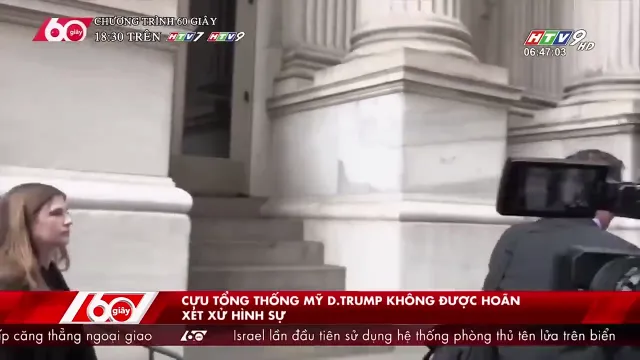 60 giây
CHƯƠNG TRÌNH 60 GIÂY
18:30 TRÊN HTV7 HTV9
HTV9 HD
06:47:03
60 giây
CỰU TỔNG THỐNG MỸ D.TRUMP KHÔNG ĐƯỢC HOÃN
XÉT XỬ HÌNH SỰ
căng thẳng ngoại giao
Israel lần đầu tiên sử dụng hệ thống phòng thủ tên lửa trên biển